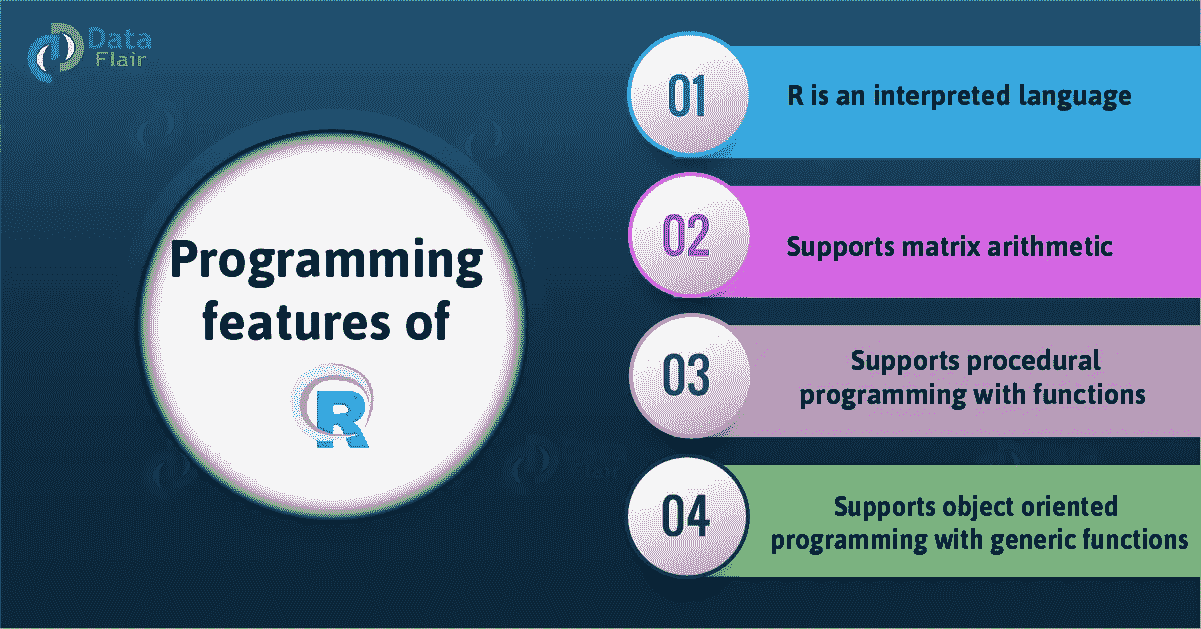 Data
Flair
Programming
features of
R
01
R is an interpreted language
02
Supports matrix arithmetic
03
Supports procedural
programming with functions
04
Supports object oriented
programming with generic functions